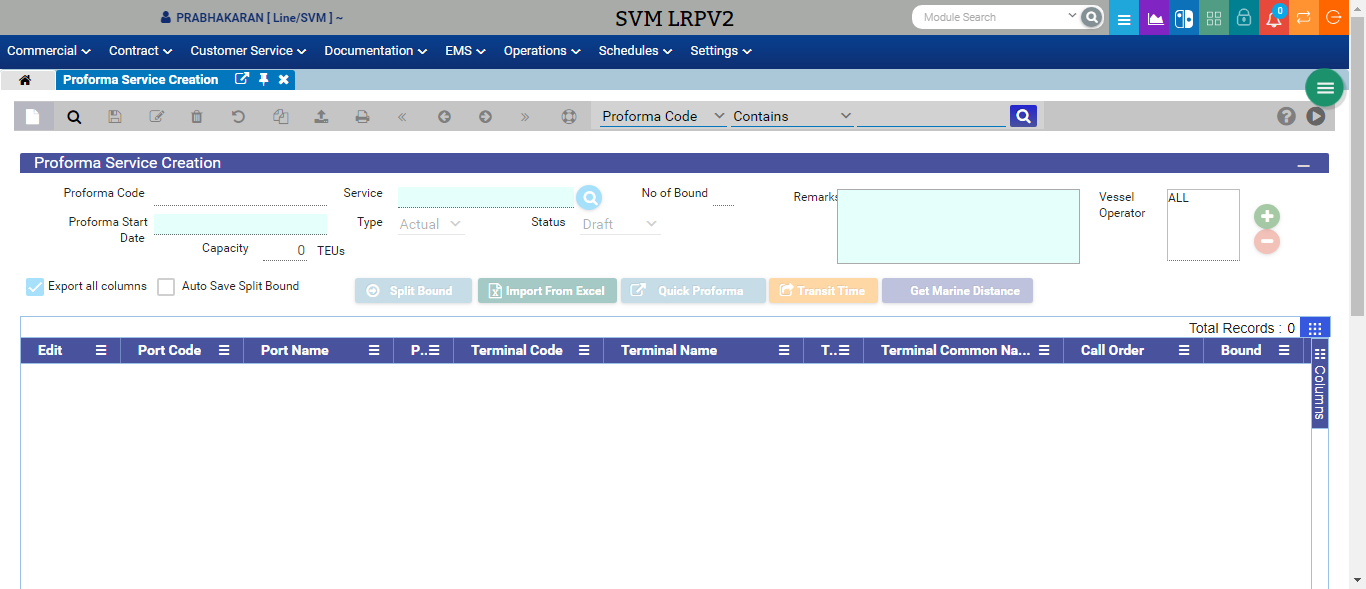 PRABHAKARAN [ Line/SVM ] ~
SVM LRPV2
Module Search
0
Commercial Contract Customer Service Documentation EMS Operations Schedules Settings
Proforma Service Creation
Proforma Code Contains
Proforma Service Creation
Proforma Code Service No of Bound Remarks Vessel Operator ALL
Proforma Start Date Type Actual Status Draft
Capacity 0 TEUs
Export all columns Auto Save Split Bound Split Bound Import From Excel Quick Proforma Transit Time Get Marine Distance
Total Records : 0
Edit Port Code Port Name P.. Terminal Code Terminal Name T.. Terminal Common Na... Call Order Bound
Columns